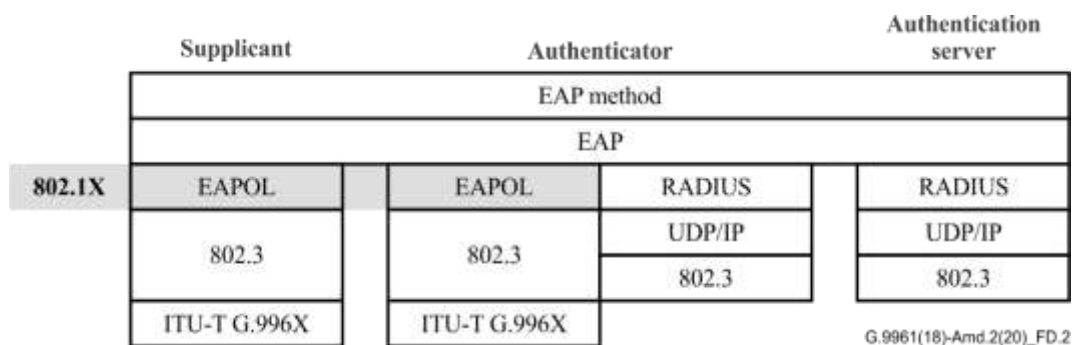 Supplicant Authenticator Authentication server
EAP method
EAP
802.1X EAPOL EAPOL RADIUS RADIUS
802.3 802.3 UDP/IP UDP/IP
802.3 802.3
ITU-T G.996X ITU-T G.996X
G.9961(18)-Amd.2(20)_FD.2